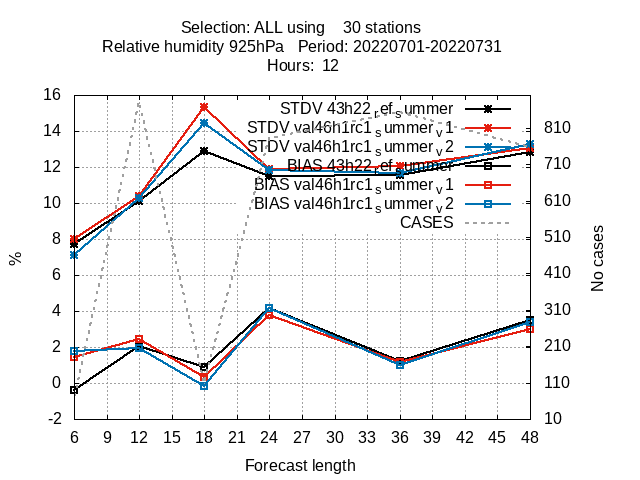 Selection: ALL using    30 stations
Relative humidity 925hPa   Period: 20220701-20220731
Hours:  12
STDV 43h22_ref_summer
STDV val46h1rc1_summer_v1
STDV val46h1rc1_summer_v2
BIAS 43h22_ref_summer
BIAS val46h1rc1_summer_v1
BIAS val46h1rc1_summer_v2
CASES
16
14
12
10
8
6
4
2
0
-2
%
810
710
610
510
410
310
210
110
10
No cases
6 9 12 15 18 21 24 27 30 33 36 39 42 45 48
Forecast length